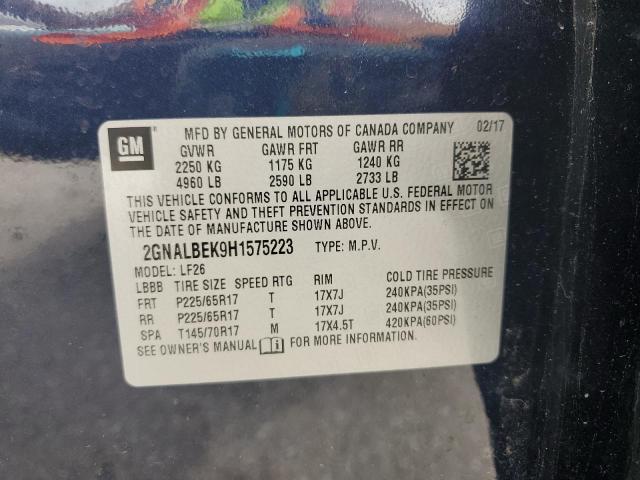 GM
MFD BY GENERAL MOTORS OF CANADA COMPANY 02/17
GVWR GAWR FRT GAWR RR
2250 KG 1175 KG 1240 KG
4960 LB 2590 LB 2733 LB
THIS VEHICLE CONFORMS TO ALL APPLICABLE U.S. FEDERAL MOTOR
VEHICLE SAFETY AND THEFT PREVENTION STANDARDS IN EFFECT ON
THE DATE OF MANUFACTURE SHOWN ABOVE.
2GNALBEK9H1575223 TYPE: M.P.V.
MODEL: LF26
LBBB TIRE SIZE SPEED RTG RIM COLD TIRE PRESSURE
FRT P225/65R17 T 17X7J 240KPA(35PSI)
RR P225/65R17 T 17X7J 240KPA(35PSI)
SPA T145/70R17 M 17X4.5T 420KPA(60PSI)
SEE OWNER'S MANUAL FOR MORE INFORMATION.